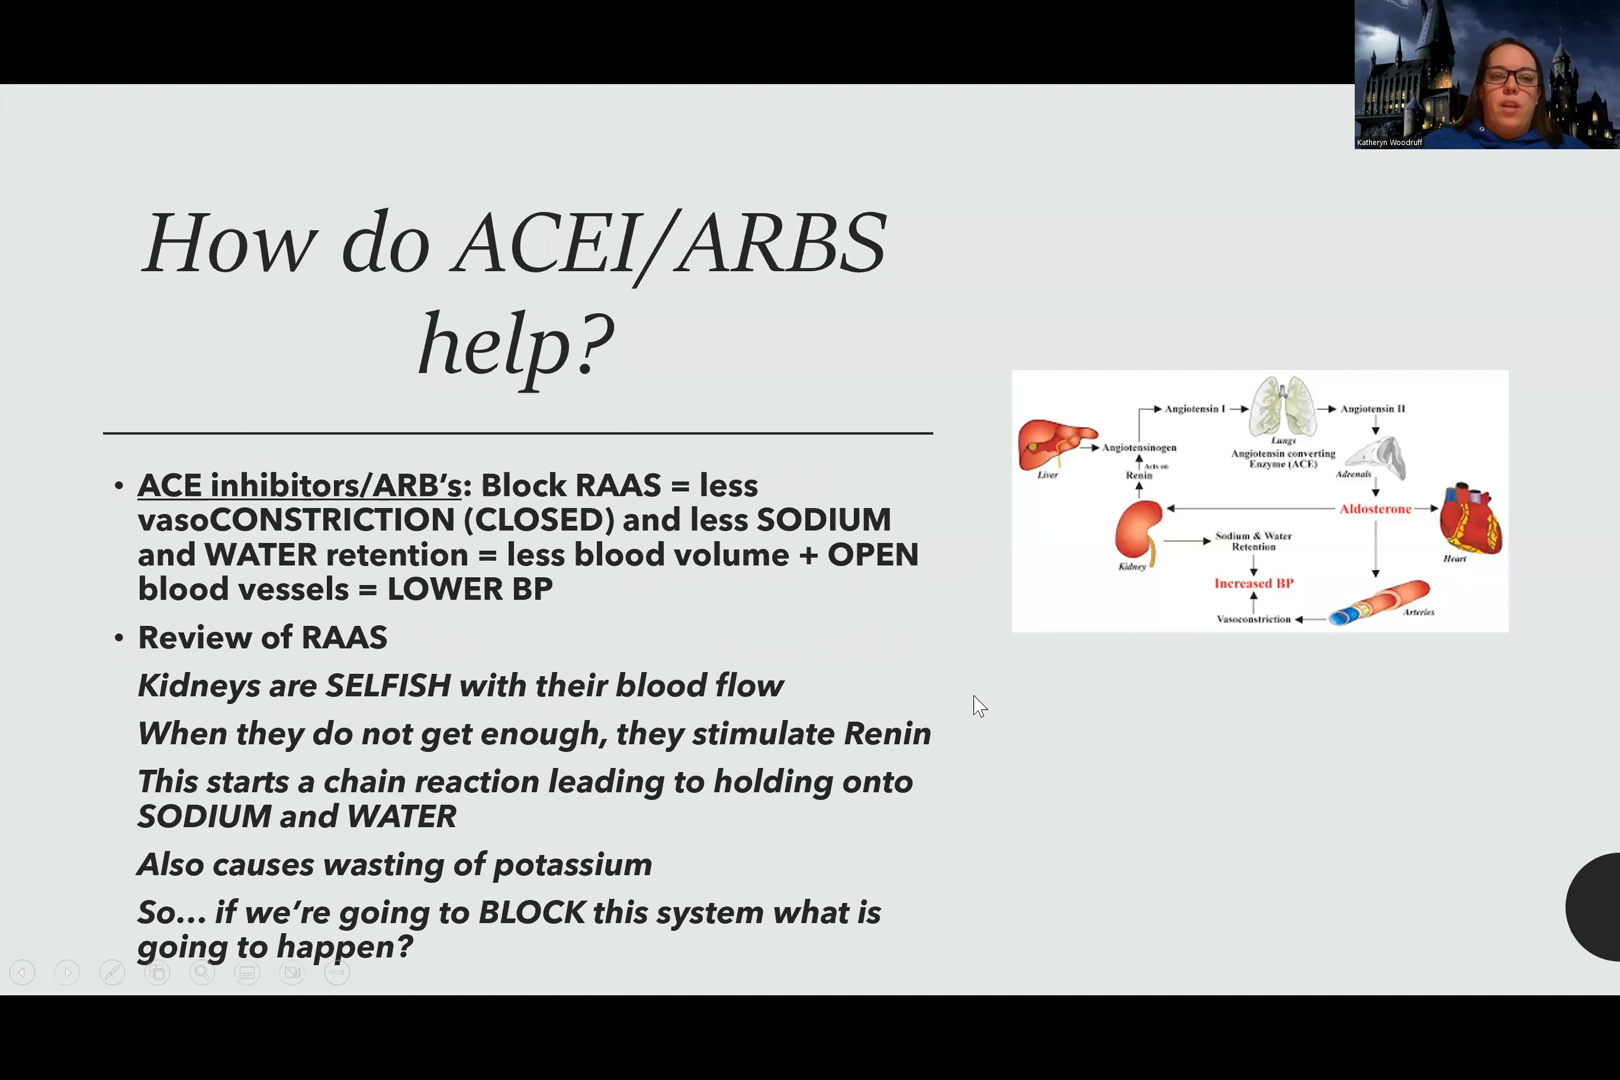 Katheryn Woodruff
How do ACEI/ARBS
help?
• ACE inhibitors/ARB’s: Block RAAS = less
vasoCONSTRICTION (CLOSED) and less SODIUM
and WATER retention = less blood volume + OPEN
blood vessels = LOWER BP
• Review of RAAS
Kidneys are SELFISH with their blood flow
When they do not get enough, they stimulate Renin
This starts a chain reaction leading to holding onto
SODIUM and WATER
Also causes wasting of potassium
So... if we’re going to BLOCK this system what is
going to happen?
Angiotensin I
Angiotensin II
Lungs
Angiotensinogen
Angiotensin converting
Enzyme (ACE)
Acts on
Liver
Renin
Adrenals
Aldosterone
Sodium & Water
Retention
Kidney
Heart
Increased BP
Arteries
Vasoconstriction